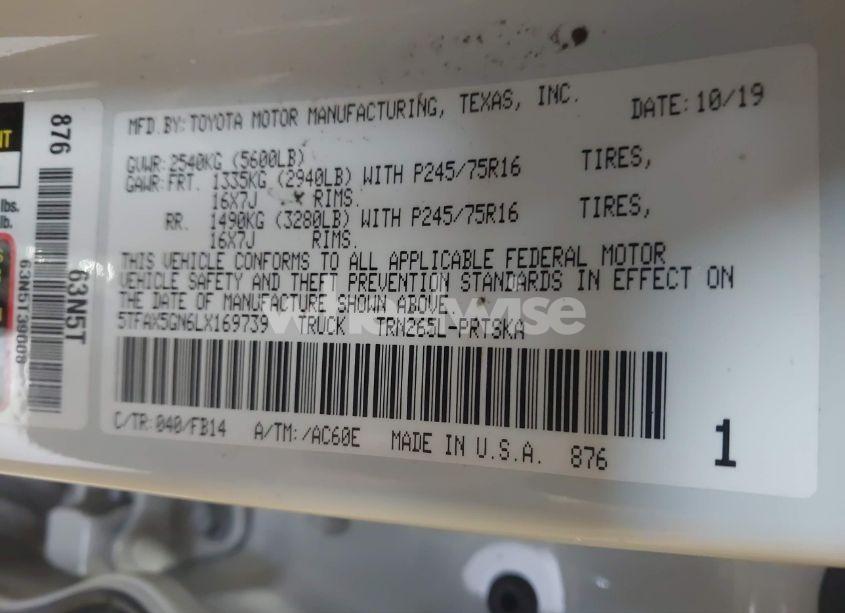 MFD.BY:TOYOTA MOTOR MANUFACTURING, TEXAS, INC. DATE:10/19
GVWR:2540KG (5600LB)
GAWR:FRT. 1335KG (2940LB) WITH P245/75R16 TIRES,
16X7J RIMS.
RR. 1490KG (3280LB) WITH P245/75R16 TIRES,
16X7J RIMS.
THIS VEHICLE CONFORMS TO ALL APPLICABLE FEDERAL MOTOR
VEHICLE SAFETY AND THEFT PREVENTION STANDARDS IN EFFECT ON
THE DATE OF MANUFACTURE SHOWN ABOVE.
5TFAX5GN6LX169739 TRUCK TRN265L-PRTSKA
C/TR:040/FB14 A/TM:/AC60E MADE IN U.S.A. 876 1
876
63N5T
63N5T39008
lbs.
lb.